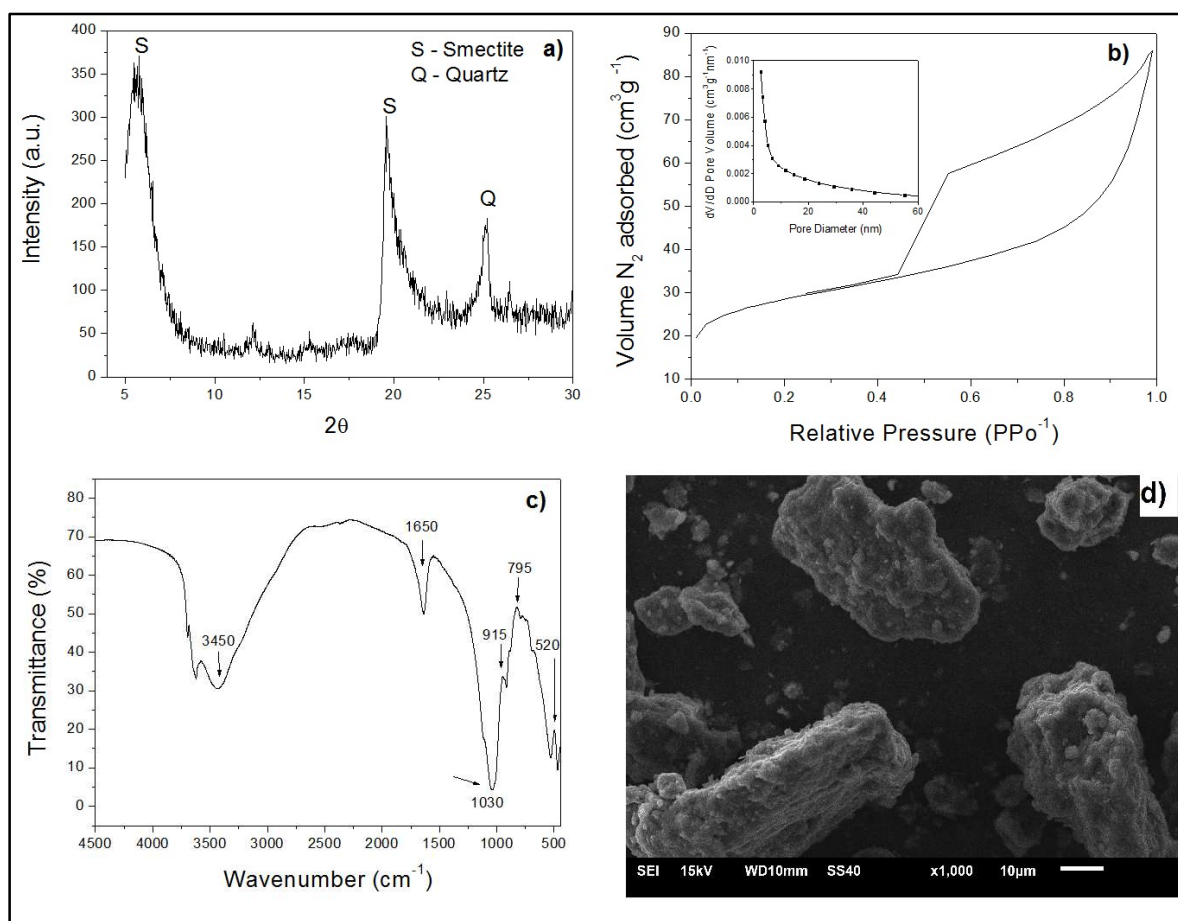 a)
S - Smectite
Q - Quartz
S
S
Q
400
350
300
250
200
150
100
50
0
Intensity (a.u.)
5 10 15 20 25 30
2θ
b)
90
80
70
60
50
40
30
20
10
Volume N₂ adsorbed (cm³g⁻¹)
0.0 0.2 0.4 0.6 0.8 1.0
Relative Pressure (PPo⁻¹)
0.010
0.008
0.006
0.004
0.002
0.000
dV/dD Pore Volume (cm³g⁻¹nm⁻¹)
0 20 40 60
Pore Diameter (nm)
c)
80
70
60
50
40
30
20
10
0
Transmittance (%)
3450
1650
1030
915
795
520
4500 4000 3500 3000 2500 2000 1500 1000 500
Wavenumber (cm⁻¹)
d)
SEI 15kV WD10mm SS40 x1,000 10µm